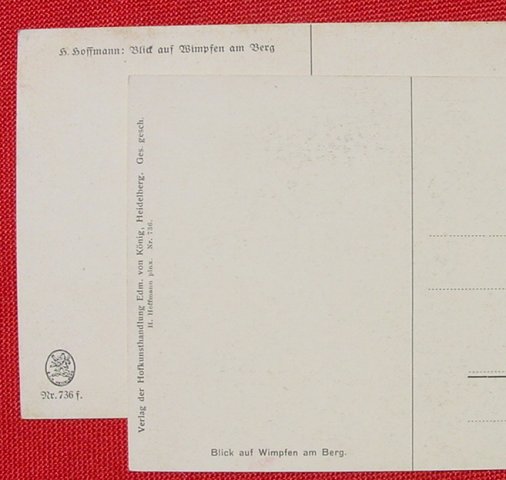 H. Hoffmann: Blick auf Wimpfen am Berg
Verlag der Hofkunsthandlung Edm. von König, Heidelberg. Ges. gesch.
H. Hoffmann pinx. Nr. 736.
Nr. 736 f.
Blick auf Wimpfen am Berg.